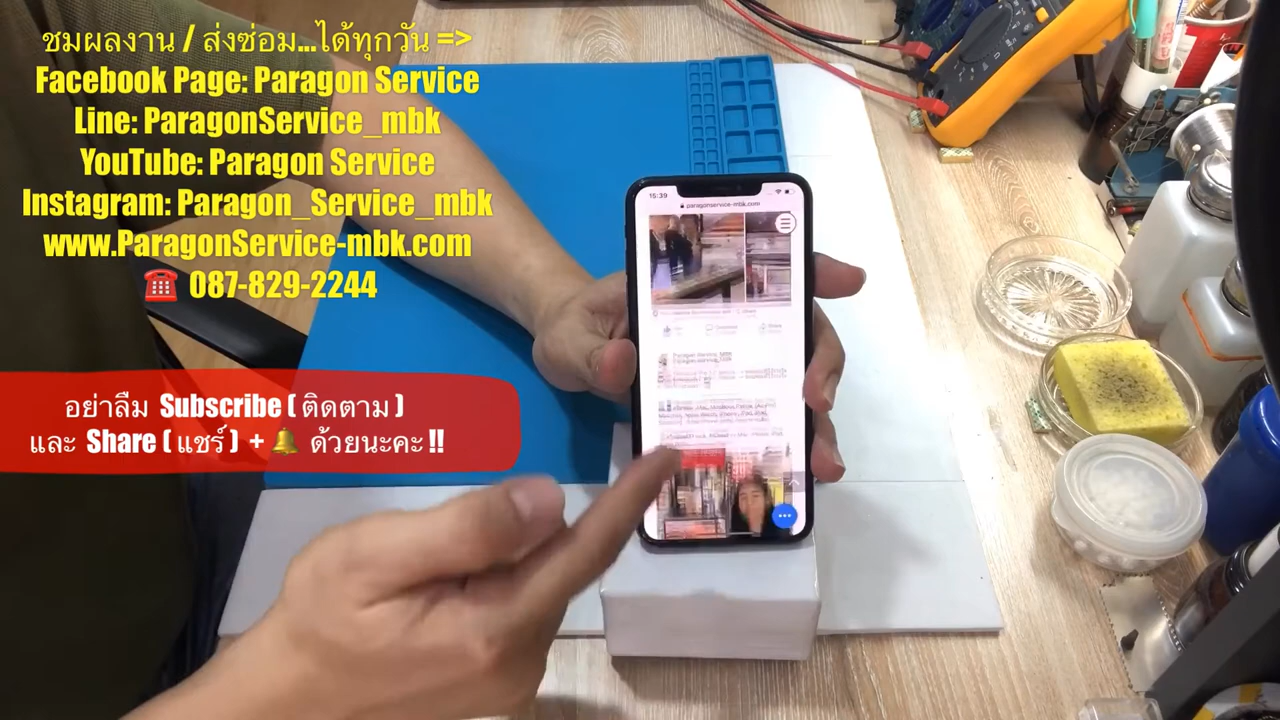 ชมผลงาน / ส่งซ่อม...ได้ทุกวัน =>
Facebook Page: Paragon Service
Line: ParagonService_mbk
YouTube: Paragon Service
Instagram: Paragon_Service_mbk
www.ParagonService-mbk.com
☎ 087-829-2244
อย่าลืม Subscribe ( ติดตาม )
และ Share ( แชร์ ) + 🔔 ด้วยนะคะ !!
15:39
paragonservice-mbk.com